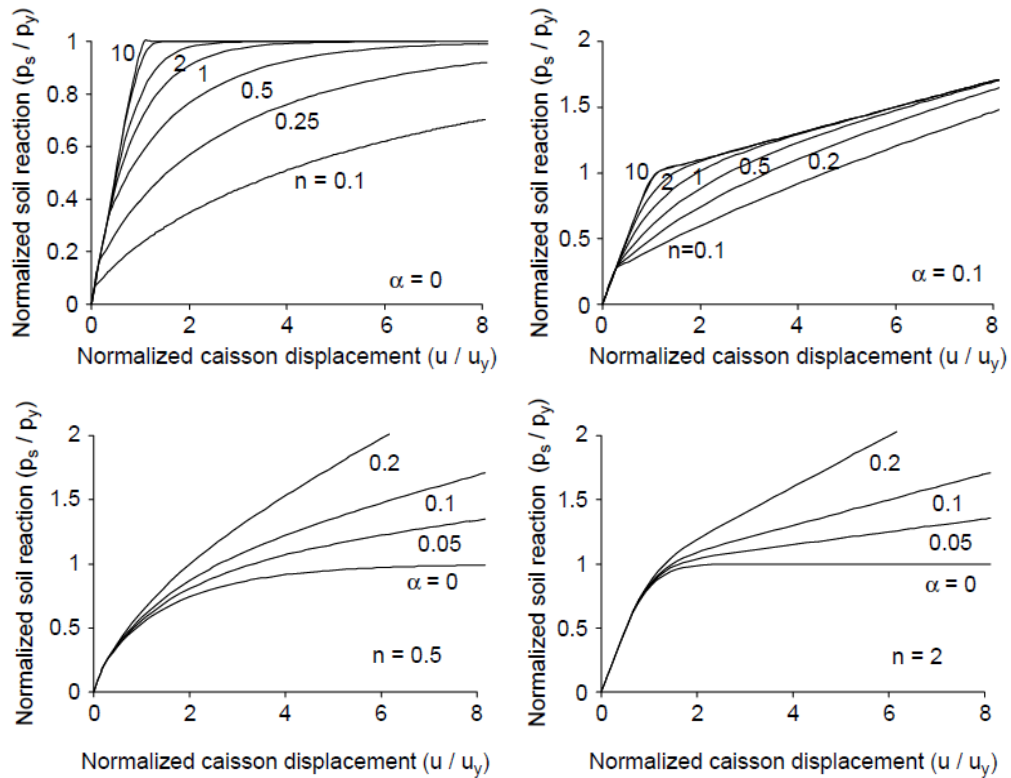 Normalized soil reaction (ps / py)
1
0.8
0.6
0.4
0.2
0
10
2
1
0.5
0.25
n = 0.1
α = 0
0 2 4 6 8
Normalized caisson displacement (u / uy)
Normalized soil reaction (ps / py)
2
1.5
1
0.5
0
10
2
1
0.5
0.2
n=0.1
α = 0.1
0 2 4 6 8
Normalized caisson displacement (u / uy)
Normalized soil reaction (ps / py)
2
1.5
1
0.5
0
0.2
0.1
0.05
α = 0
n = 0.5
0 2 4 6 8
Normalized caisson displacement (u / uy)
Normalized soil reaction (ps / py)
2
1.5
1
0.5
0
0.2
0.1
0.05
α = 0
n = 2
0 2 4 6 8
Normalized caisson displacement (u / uy)